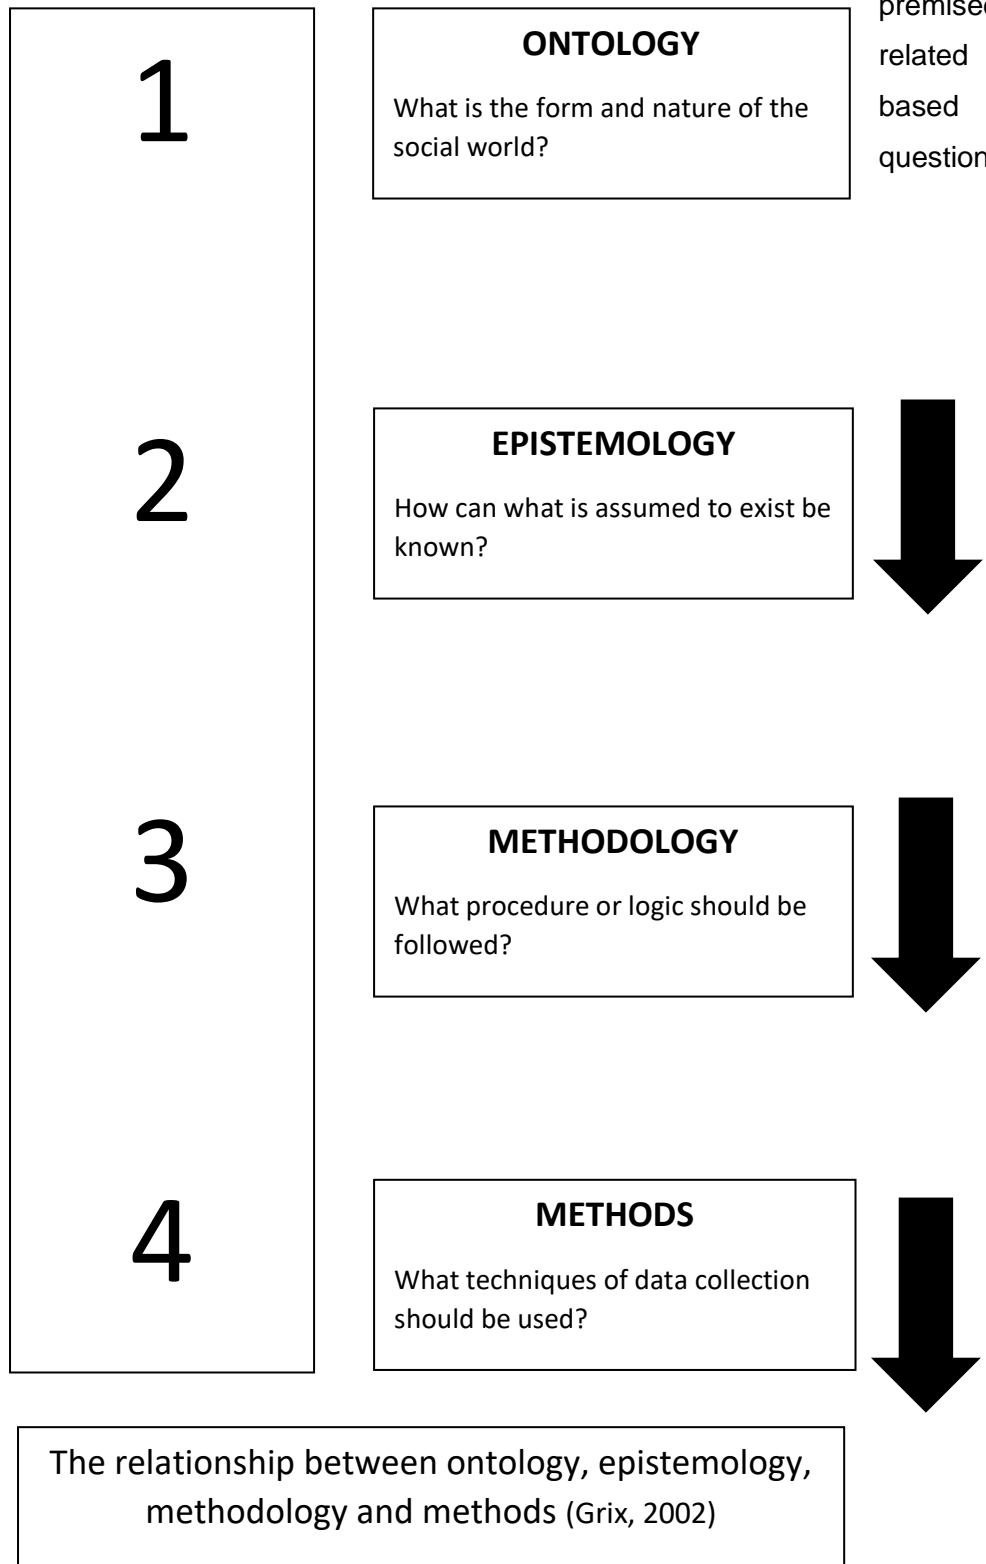 1
ONTOLOGY
What is the form and nature of the
social world?
related
based
2
EPISTEMOLOGY
How can what is assumed to exist be
known?
3
METHODOLOGY
What procedure or logic should be
followed?
4
METHODS
What techniques of data collection
should be used?
The relationship between ontology, epistemology,
methodology and methods (Grix, 2002)